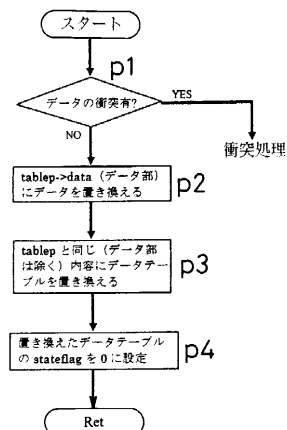 スタート
p1
データの衝突有?
YES
NO
衝突処理
tablep->data（データ部）
にデータを置き換える
p2
tablep と同じ（データ部
は除く）内容にデータテー
ブルを置き換える
p3
置き換えたデータテーブル
の stateflag を 0 に設定
p4
Ret